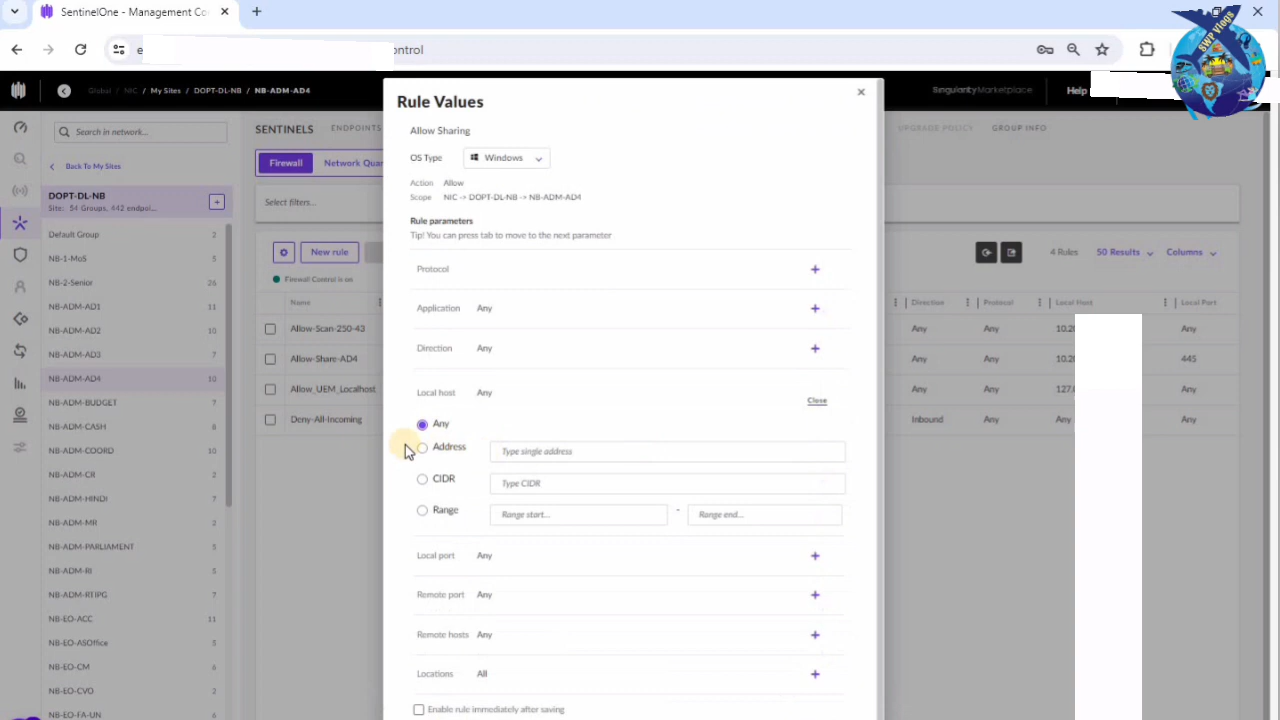 SentinelOne - Management Co
e
control
Global / NIC / My Sites / DOPT-DL-NB / NB-ADM-AD4
SingularityMarketplace
Help
SWP Vlogs
Search in network...
Back To My Sites
DOPT-DL-NB
Site: 54 Groups, 442 endpoi...
Default Group 2
NB-1-MoS 5
NB-2-Senior 26
NB-ADM-AD1 11
NB-ADM-AD2 10
NB-ADM-AD3 7
NB-ADM-AD4 10
NB-ADM-BUDGET 7
NB-ADM-CASH 8
NB-ADM-COORD 10
NB-ADM-CR 2
NB-ADM-HINDI 7
NB-ADM-MR 2
NB-ADM-PARLIAMENT 3
NB-ADM-RI 5
NB-ADM-RTIPG 7
NB-EO-ACC 11
NB-EO-ASOffice 2
NB-EO-CM 6
NB-EO-CVO 2
NB-EO-FA-UN 6
SENTINELS ENDPOINTS
UPGRADE POLICY GROUP INFO
Firewall Network Qua
Select filters...
New rule
4 Rules 50 Results Columns
Firewall Control is on
Name Direction Protocol Local Host Local Port
Allow-Scan-250-43 Any Any 10.20 Any
Allow-Share-AD4 Any Any 10.20 445
Allow_UEM_Localhost Any Any 127. Any
Deny-All-Incoming Inbound Any Any Any
Rule Values
Allow Sharing
OS Type Windows
Action Allow
Scope NIC -> DOPT-DL-NB -> NB-ADM-AD4
Rule parameters
Tip! You can press tab to move to the next parameter
Protocol
Application Any
Direction Any
Local host Any
Close
Any
Address Type single address
CIDR Type CIDR
Range Range start... - Range end...
Local port Any
Remote port Any
Remote hosts Any
Locations All
Enable rule immediately after saving